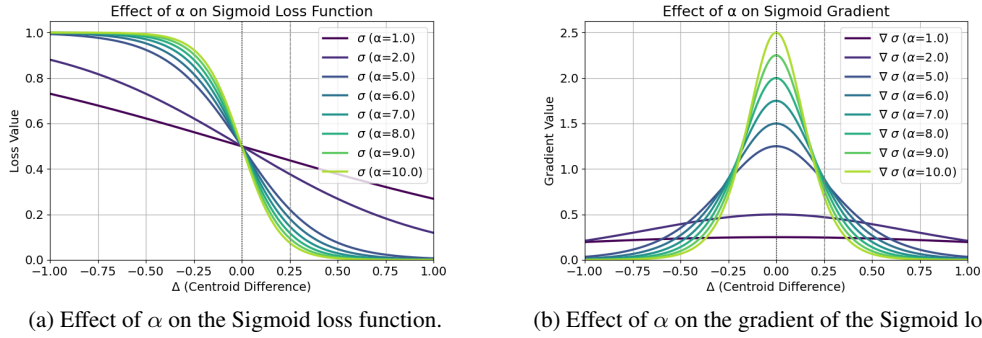 Effect of α on Sigmoid Loss Function
Loss Value
1.0
0.8
0.6
0.4
0.2
0.0
σ (α=1.0)
σ (α=2.0)
σ (α=5.0)
σ (α=6.0)
σ (α=7.0)
σ (α=8.0)
σ (α=9.0)
σ (α=10.0)
−1.00 −0.75 −0.50 −0.25 0.00 0.25 0.50 0.75 1.00
Δ (Centroid Difference)
(a) Effect of α on the Sigmoid loss function.
Effect of α on Sigmoid Gradient
Gradient Value
2.5
2.0
1.5
1.0
0.5
0.0
∇ σ (α=1.0)
∇ σ (α=2.0)
∇ σ (α=5.0)
∇ σ (α=6.0)
∇ σ (α=7.0)
∇ σ (α=8.0)
∇ σ (α=9.0)
∇ σ (α=10.0)
−1.00 −0.75 −0.50 −0.25 0.00 0.25 0.50 0.75 1.00
Δ (Centroid Difference)
(b) Effect of α on the gradient of the Sigmoid lo